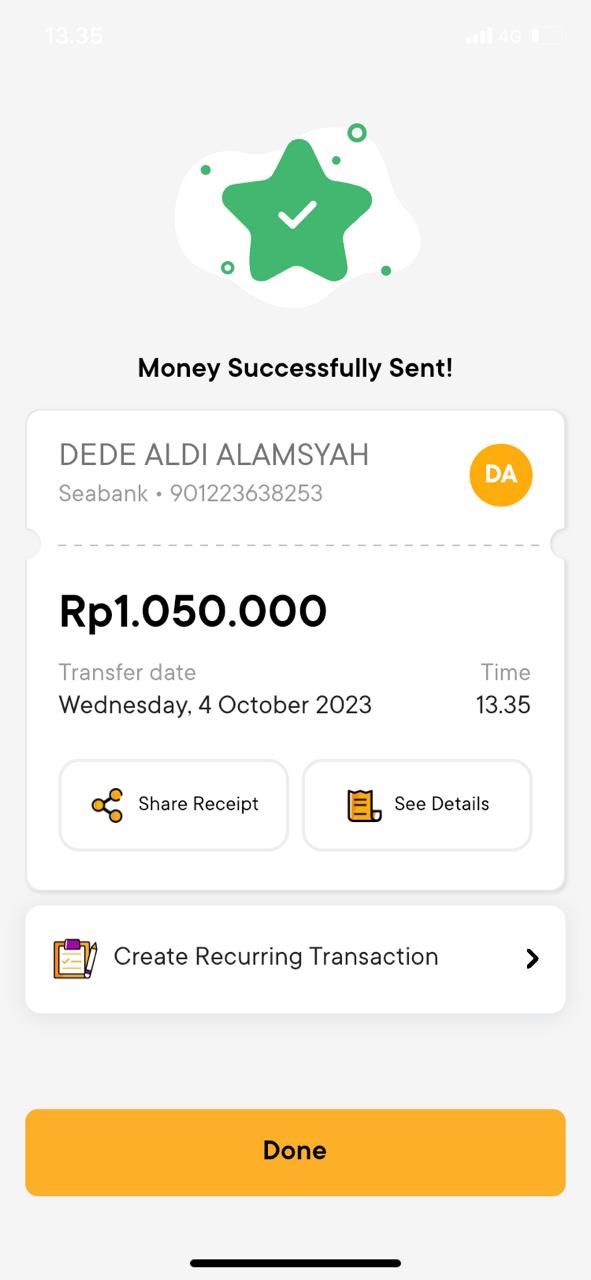 13.35
4G
Money Successfully Sent!
DEDE ALDI ALAMSYAH
DA
Seabank • 901223638253
Rp1.050.000
Transfer date Time
Wednesday, 4 October 2023 13.35
Share Receipt See Details
Create Recurring Transaction
Done